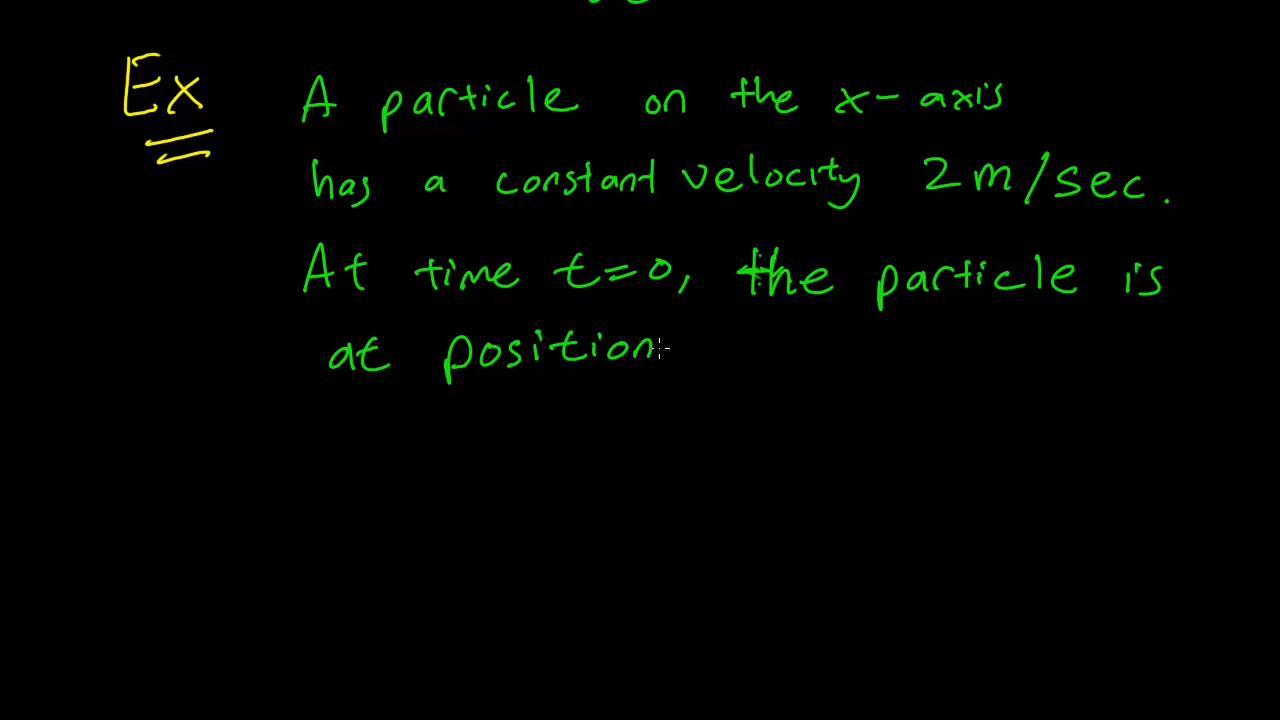 Ex A particle on the x-axis
has a constant velocity 2m/sec.
At time t=0, the particle is
at position